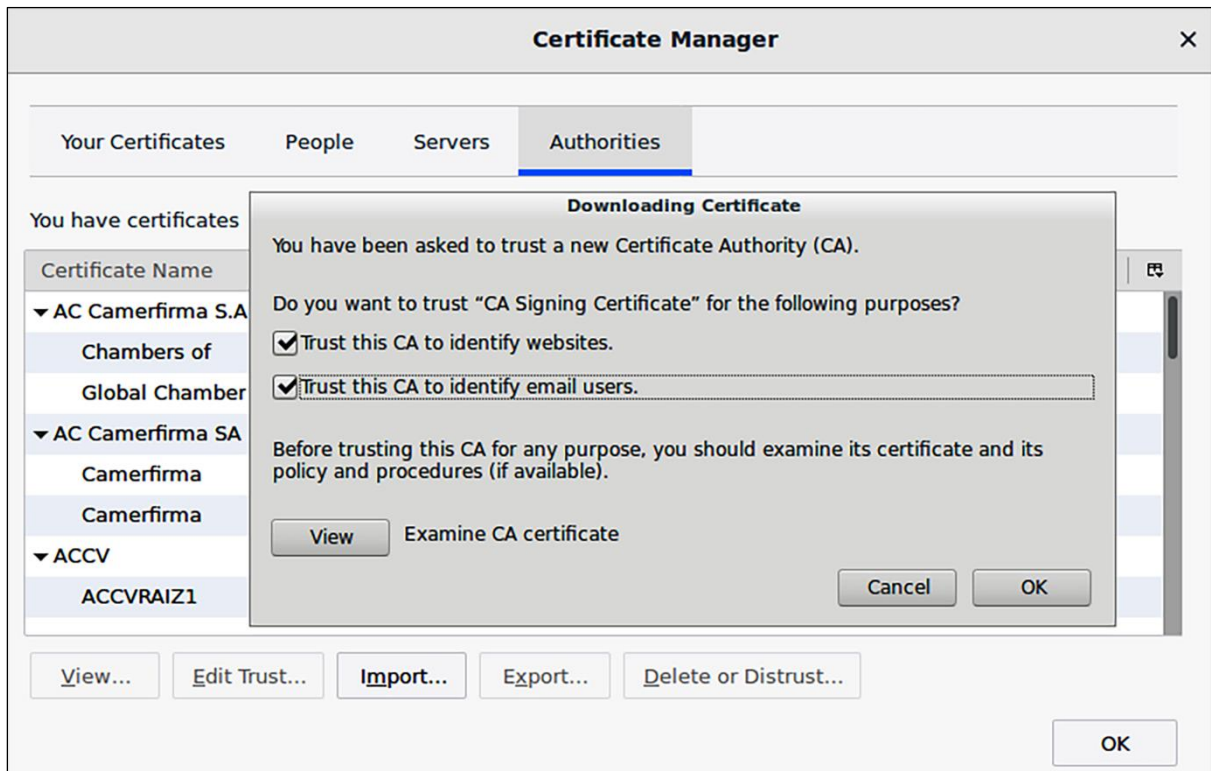 Certificate Manager
Your Certificates People Servers Authorities
You have certificates
Certificate Name
AC Camerfirma S.A
Chambers of
Global Chamber
AC Camerfirma SA
Camerfirma
Camerfirma
ACCV
ACCVRAIZ1
Downloading Certificate
You have been asked to trust a new Certificate Authority (CA).
Do you want to trust “CA Signing Certificate” for the following purposes?
Trust this CA to identify websites.
Trust this CA to identify email users.
Before trusting this CA for any purpose, you should examine its certificate and its
policy and procedures (if available).
View Examine CA certificate
Cancel OK
View... Edit Trust... Import... Export... Delete or Distrust...
OK